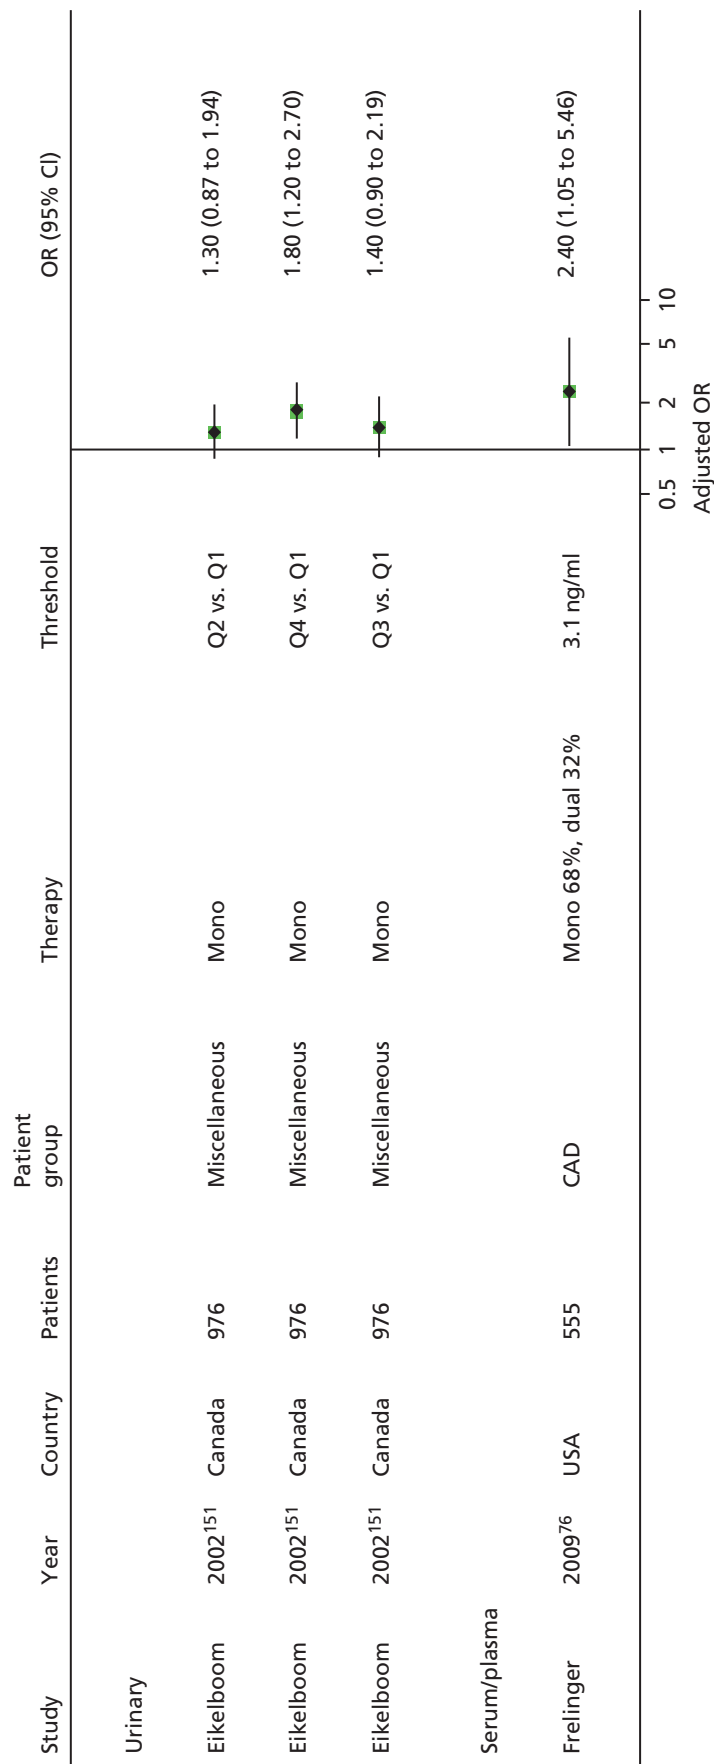 Study Year Country Patients Patient group Therapy Threshold OR (95% CI)
Urinary
Eikelboom 2002151 Canada 976 Miscellaneous Mono Q2 vs. Q1 1.30 (0.87 to 1.94)
Eikelboom 2002151 Canada 976 Miscellaneous Mono Q4 vs. Q1 1.80 (1.20 to 2.70)
Eikelboom 2002151 Canada 976 Miscellaneous Mono Q3 vs. Q1 1.40 (0.90 to 2.19)
Serum/plasma
Frelinger 200976 USA 555 CAD Mono 68%, dual 32% 3.1 ng/ml 2.40 (1.05 to 5.46)
0.5 1 2 5 10
Adjusted OR